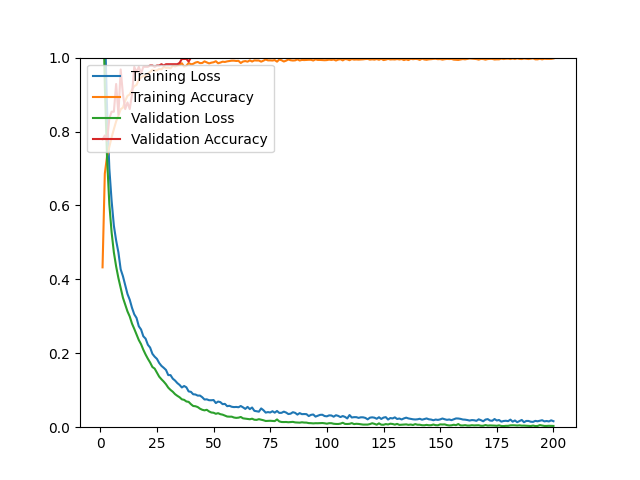 1.0
0.8
0.6
0.4
0.2
0.0
Training Loss
Training Accuracy
Validation Loss
Validation Accuracy
0 25 50 75 100 125 150 175 200